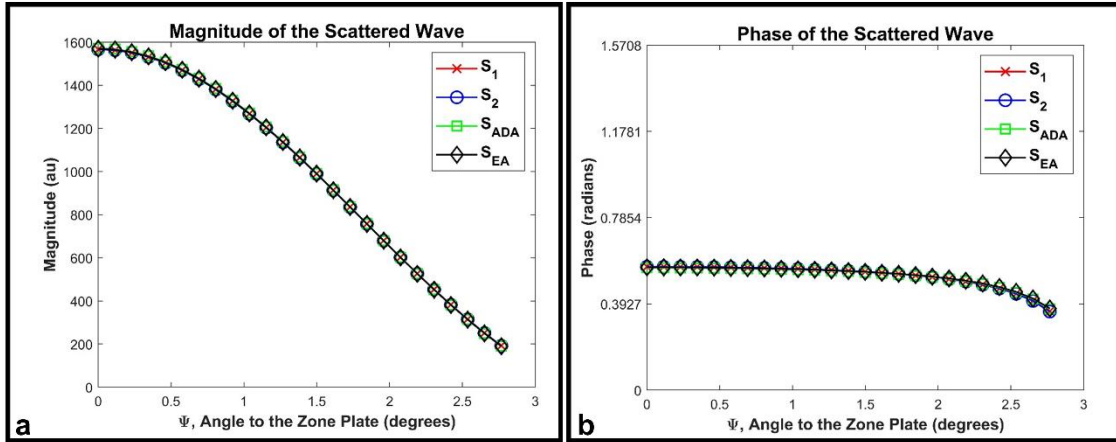 Magnitude of the Scattered Wave
1600
1400
1200
1000
800
600
400
200
0
Magnitude (au)
S1
S2
SADA
SEA
0 0.5 1 1.5 2 2.5 3
Ψ, Angle to the Zone Plate (degrees)
a
Phase of the Scattered Wave
1.5708
1.1781
0.7854
0.3927
0
Phase (radians)
S1
S2
SADA
SEA
0 0.5 1 1.5 2 2.5 3
Ψ, Angle to the Zone Plate (degrees)
b